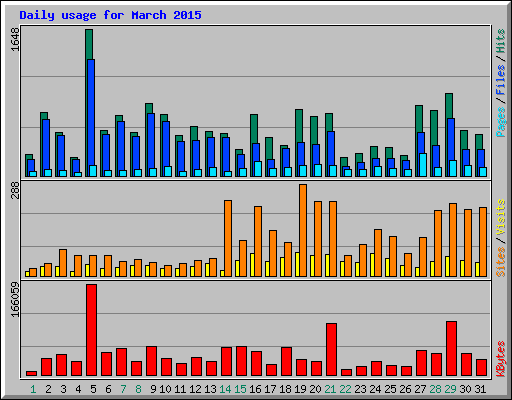 Daily usage for March 2015
1648
Pages / Files / Hits
288
Sites / Visits
166059
KBytes
1 2 3 4 5 6 7 8 9 10 11 12 13 14 15 16 17 18 19 20 21 22 23 24 25 26 27 28 29 30 31